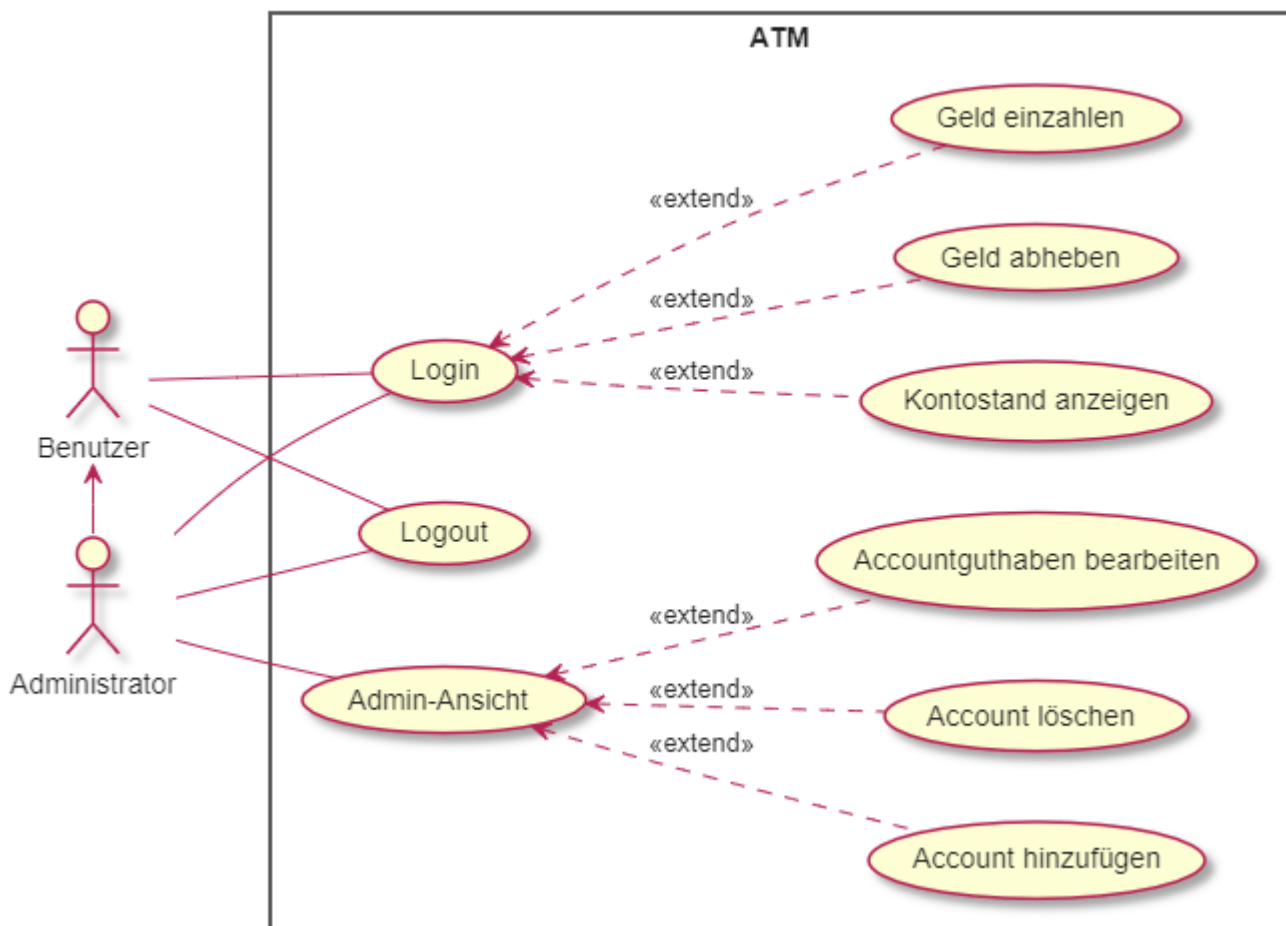 ATM
Geld einzahlen
«extend»
Geld abheben
«extend»
Login
«extend»
Kontostand anzeigen
Benutzer
Logout
Accountguthaben bearbeiten
«extend»
Administrator
Admin-Ansicht
«extend»
Account löschen
«extend»
Account hinzufügen